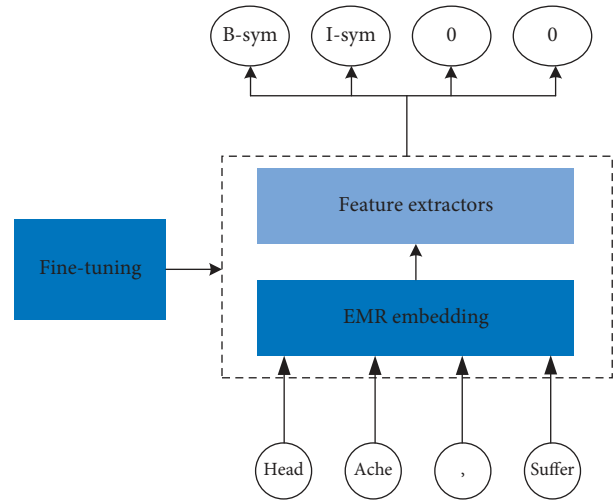 B-sym I-sym 0 0
Feature extractors
Fine-tuning
EMR embedding
Head Ache , Suffer